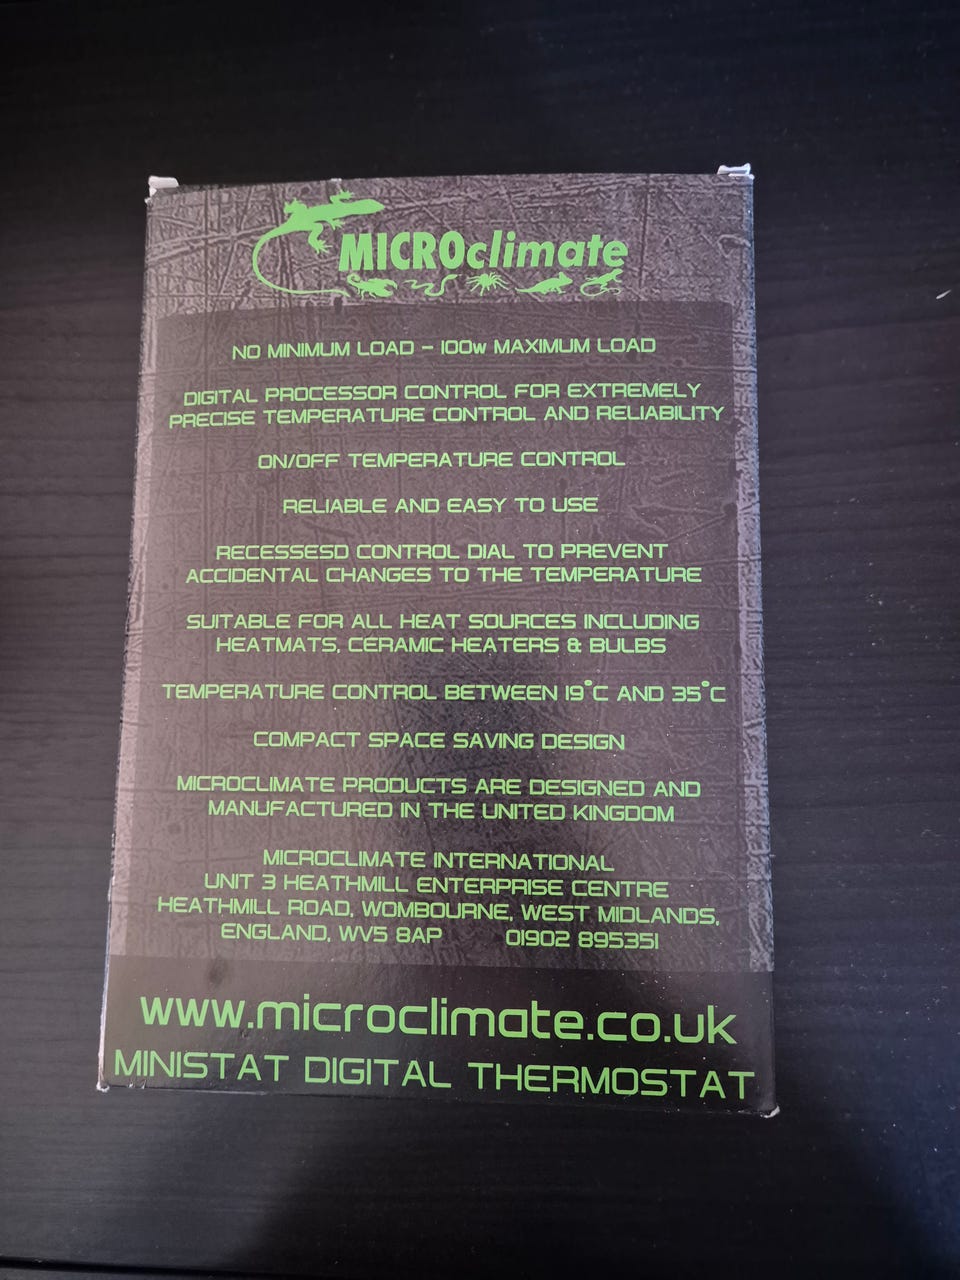 MICROclimate
NO MINIMUM LOAD - 100w MAXIMUM LOAD
DIGITAL PROCESSOR CONTROL FOR EXTREMELY
PRECISE TEMPERATURE CONTROL AND RELIABILITY
ON/OFF TEMPERATURE CONTROL
RELIABLE AND EASY TO USE
RECESSESD CONTROL DIAL TO PREVENT
ACCIDENTAL CHANGES TO THE TEMPERATURE
SUITABLE FOR ALL HEAT SOURCES INCLUDING
HEATMATS, CERAMIC HEATERS & BULBS
TEMPERATURE CONTROL BETWEEN 19°C AND 35°C
COMPACT SPACE SAVING DESIGN
MICROCLIMATE PRODUCTS ARE DESIGNED AND
MANUFACTURED IN THE UNITED KINGDOM
MICROCLIMATE INTERNATIONAL
UNIT 3 HEATHMILL ENTERPRISE CENTRE
HEATHMILL ROAD, WOMBOURNE, WEST MIDLANDS,
ENGLAND, WV5 8AP 01902 895351
www.microclimate.co.uk
MINISTAT DIGITAL THERMOSTAT